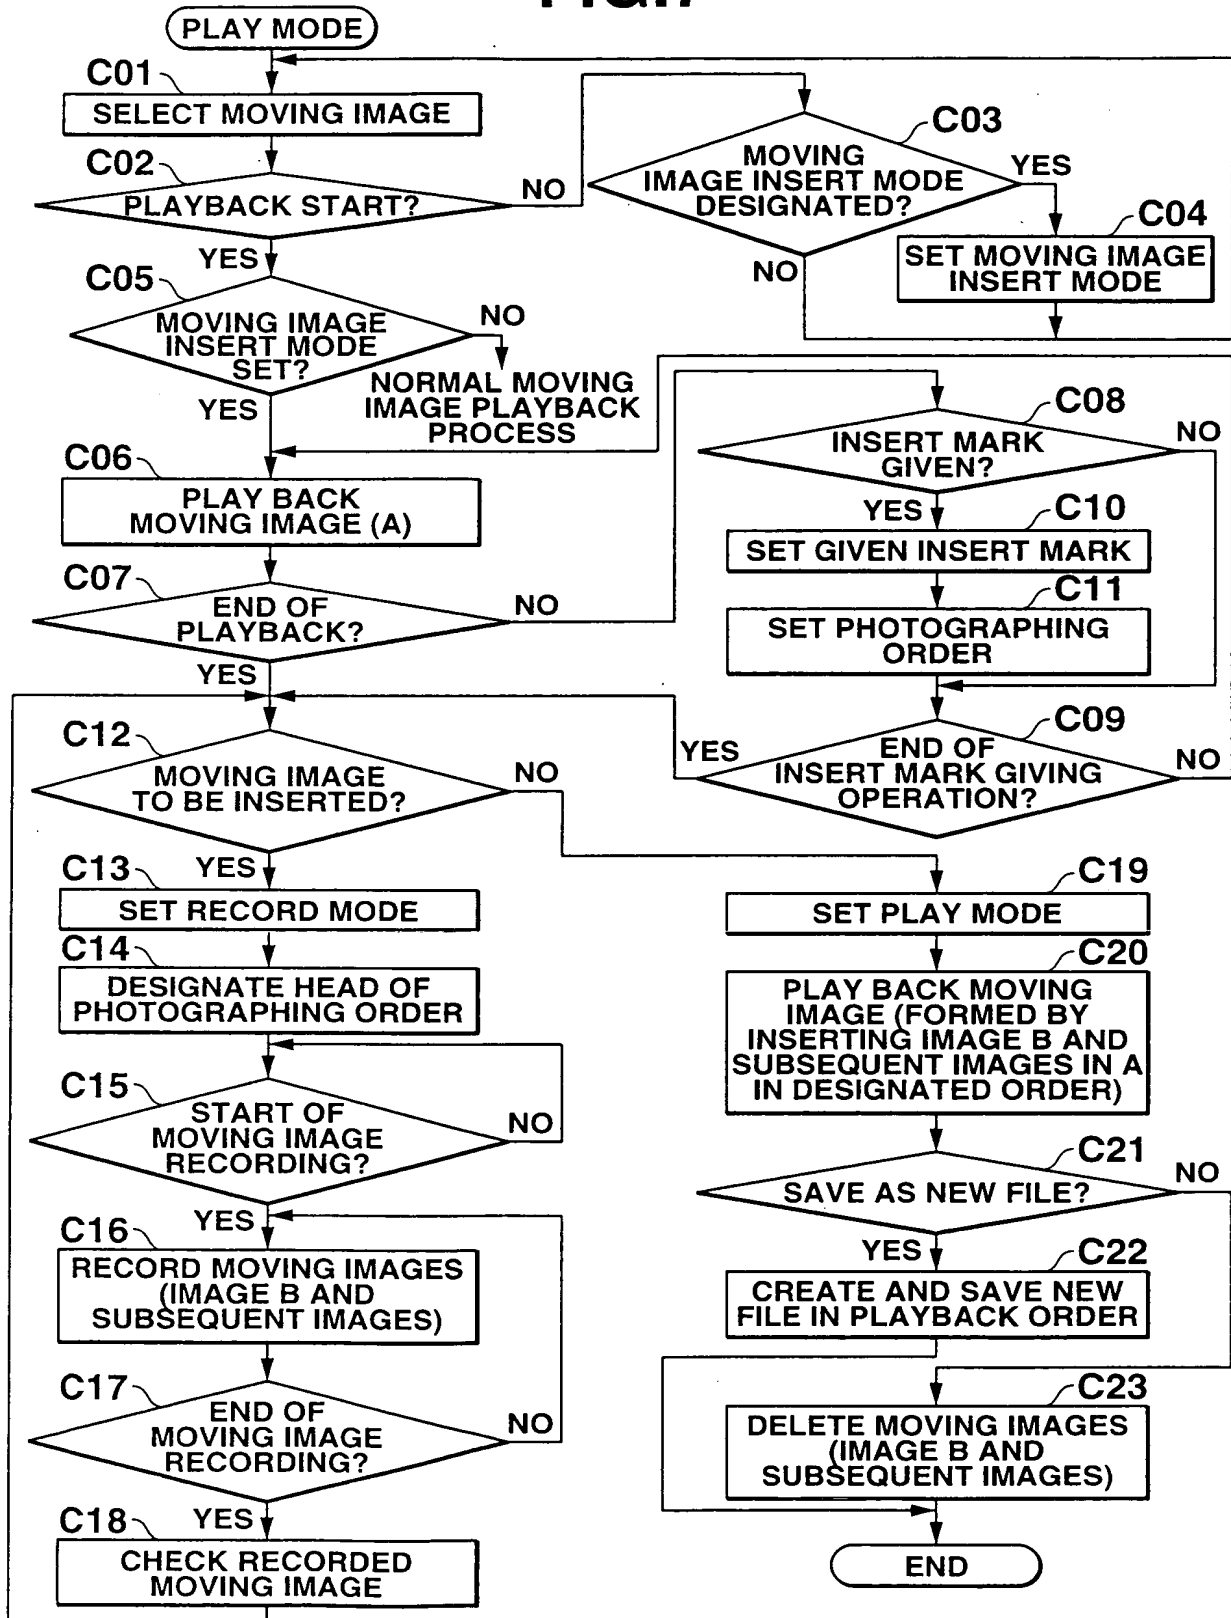 FIG.7
PLAY MODE
C01
SELECT MOVING IMAGE
C02
PLAYBACK START?
NO
YES
C03
MOVING
IMAGE INSERT MODE
DESIGNATED?
YES
NO
C04
SET MOVING IMAGE
INSERT MODE
C05
MOVING IMAGE
INSERT MODE
SET?
NO
YES
NORMAL MOVING
IMAGE PLAYBACK
PROCESS
C06
PLAY BACK
MOVING IMAGE (A)
C07
END OF
PLAYBACK?
NO
YES
C08
INSERT MARK
GIVEN?
NO
YES
C10
SET GIVEN INSERT MARK
C11
SET PHOTOGRAPHING
ORDER
C09
END OF
INSERT MARK GIVING
OPERATION?
YES
NO
C12
MOVING IMAGE
TO BE INSERTED?
NO
YES
C13
SET RECORD MODE
C14
DESIGNATE HEAD OF
PHOTOGRAPHING ORDER
C15
START OF
MOVING IMAGE
RECORDING?
NO
YES
C16
RECORD MOVING IMAGES
(IMAGE B AND
SUBSEQUENT IMAGES)
C17
END OF
MOVING IMAGE
RECORDING?
NO
YES
C18
CHECK RECORDED
MOVING IMAGE
C19
SET PLAY MODE
C20
PLAY BACK MOVING
IMAGE (FORMED BY
INSERTING IMAGE B AND
SUBSEQUENT IMAGES IN A
IN DESIGNATED ORDER)
C21
SAVE AS NEW FILE?
NO
YES
C22
CREATE AND SAVE NEW
FILE IN PLAYBACK ORDER
C23
DELETE MOVING IMAGES
(IMAGE B AND
SUBSEQUENT IMAGES)
END